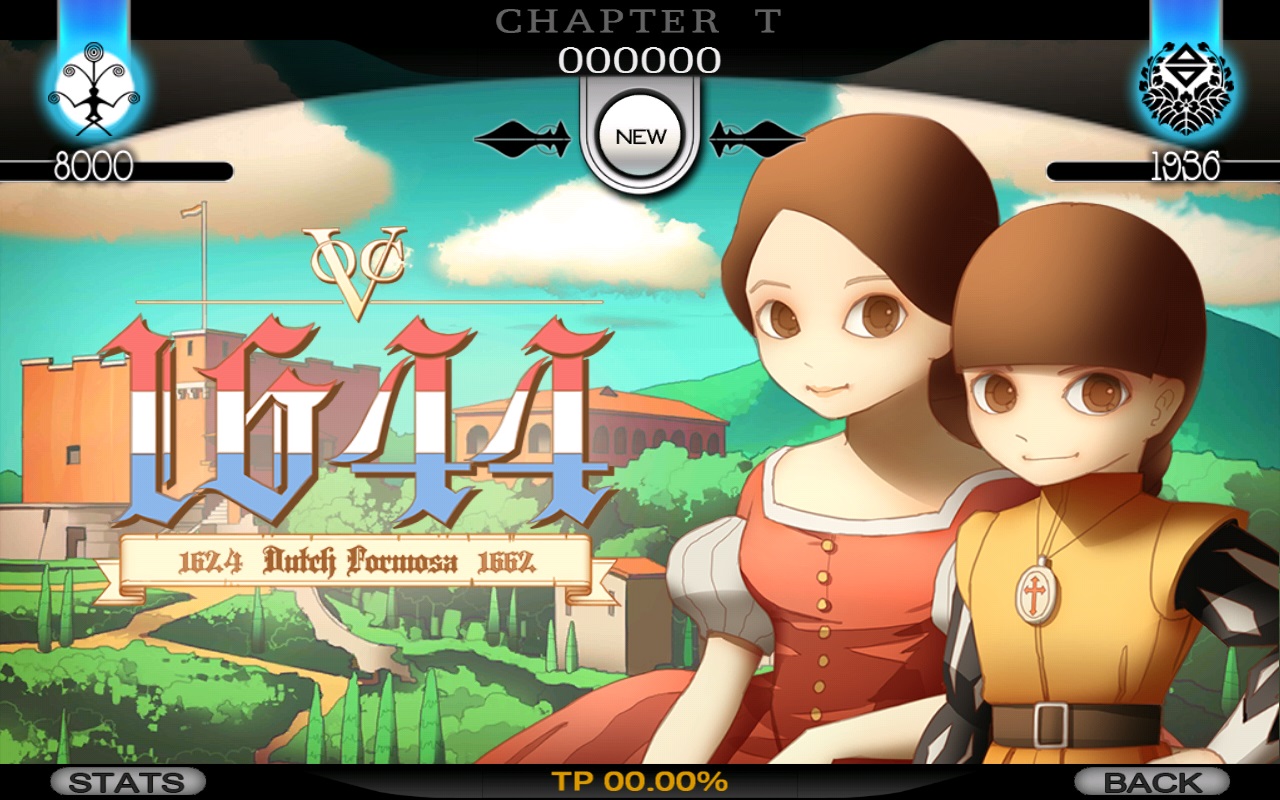 CHAPTER T
000000
NEW
8000
1936
VOC
1644
1624 Dutch Formosa 1662
STATS
TP 00.00%
BACK